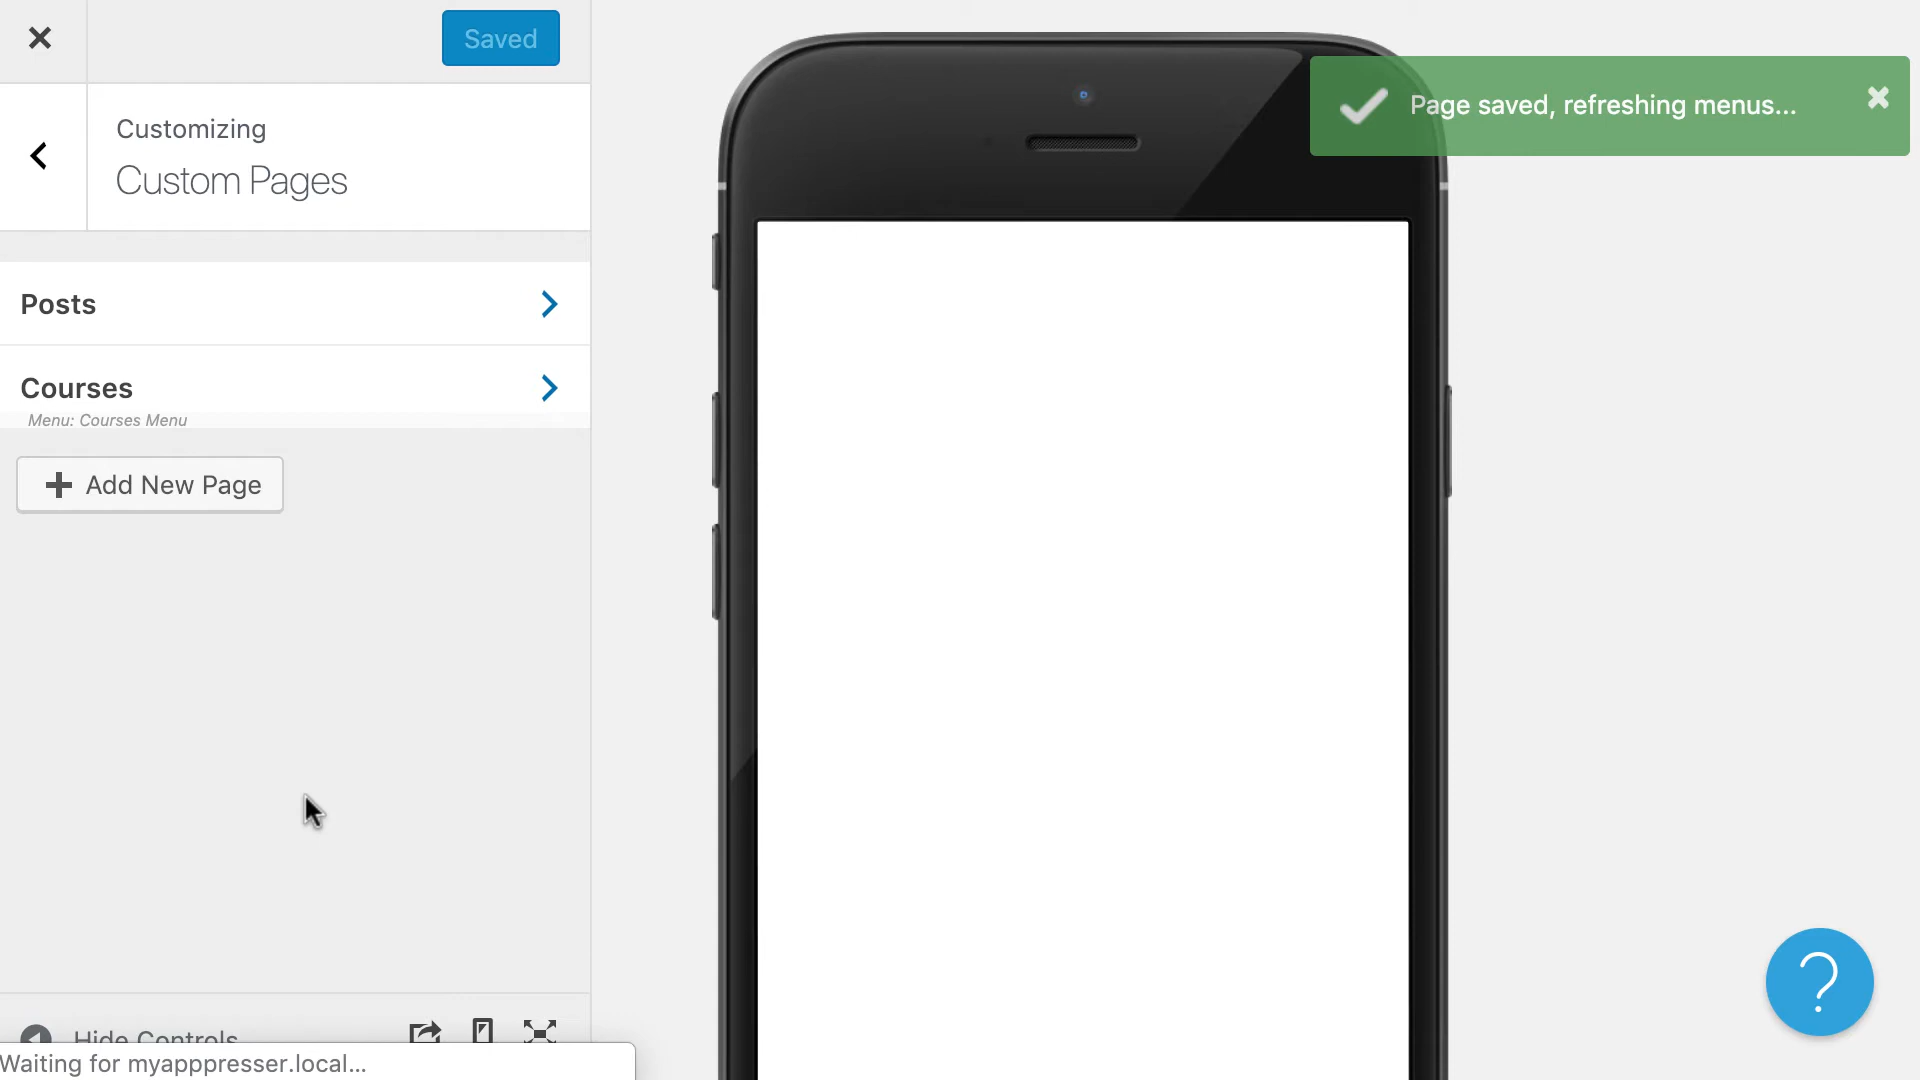 Saved
Page saved, refreshing menus...
Customizing
Custom Pages
Posts
Courses
Menu: Courses Menu
Add New Page
Hide Controls
Waiting for myapppresser.local...
?